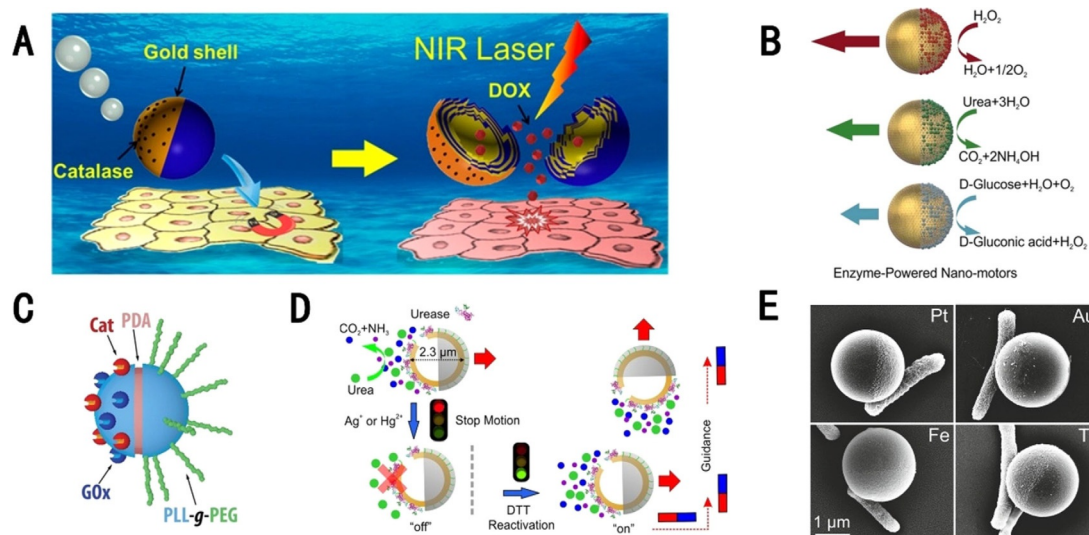 A
Gold shell
Catalase
NIR Laser
DOX
B
H₂O₂
H₂O+1/2O₂
Urea+3H₂O
CO₂+2NH₄OH
D-Glucose+H₂O+O₂
D-Gluconic acid+H₂O₂
Enzyme-Powered Nano-motors
C
Cat PDA
GOx
PLL-g-PEG
D
Urease
CO₂+NH₃
2.3 μm
Urea
Ag⁺ or Hg²⁺
Stop Motion
"off"
DTT
Reactivation
"on"
Guidance
E
Pt
Au
Fe
1 μm